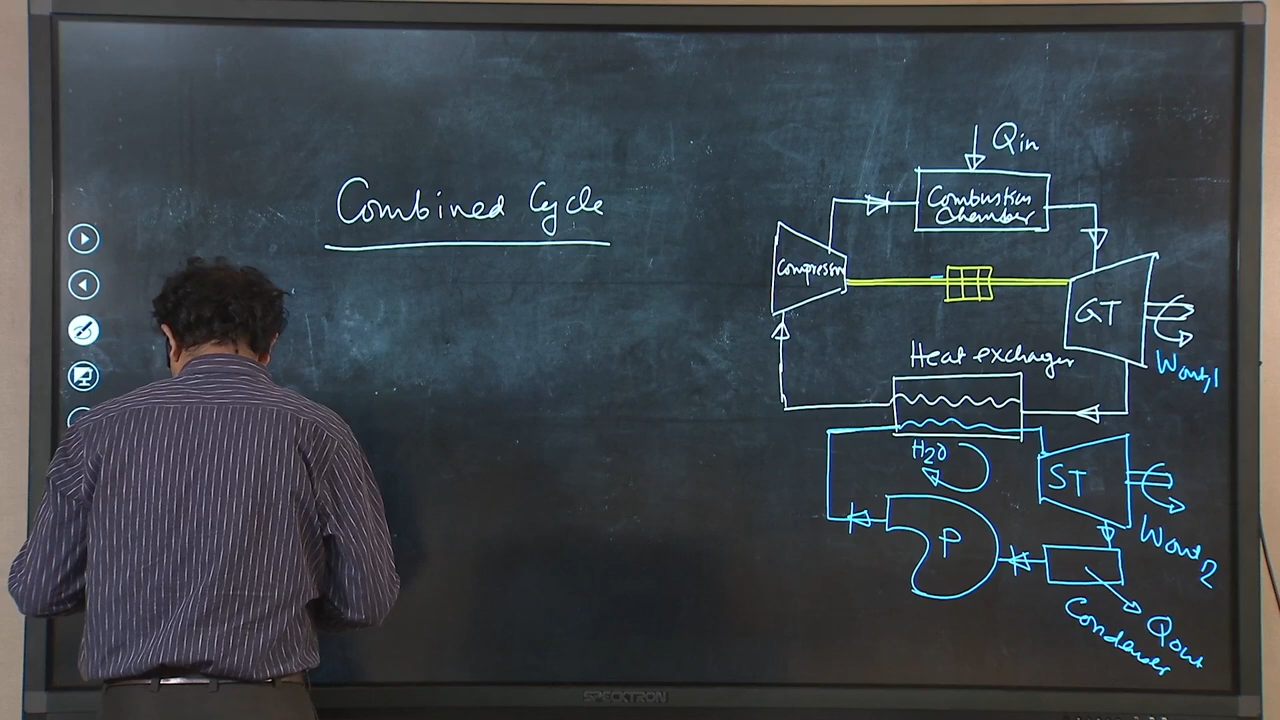 Combined Cycle
Qin
Combustion
Chamber
Compressor
GT
Wout,1
Heat exchanger
H2O
ST
Wout,2
P
Condenser
Qout
SPECKTRON